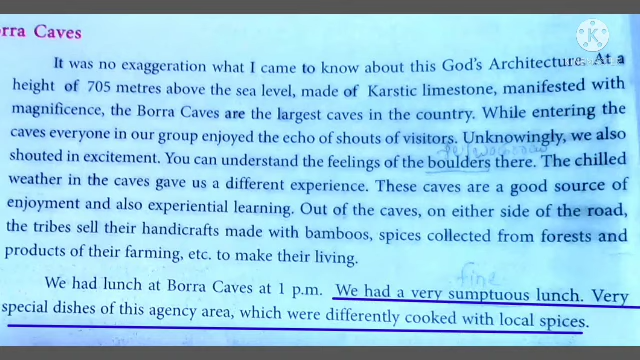 rra Caves
It was no exaggeration what I came to know about this God's Architecture. At a
height of 705 metres above the sea level, made of Karstic limestone, manifested with
magnificence, the Borra Caves are the largest caves in the country. While entering the
caves everyone in our group enjoyed the echo of shouts of visitors. Unknowingly, we also
shouted in excitement. You can understand the feelings of the boulders there. The chilled
weather in the caves gave us a different experience. These caves are a good source of
enjoyment and also experiential learning. Out of the caves, on either side of the road,
the tribes sell their handicrafts made with bamboos, spices collected from forests and
products of their farming, etc. to make their living.
fine
We had lunch at Borra Caves at 1 p.m. We had a very sumptuous lunch. Very
special dishes of this agency area, which were differently cooked with local spices.